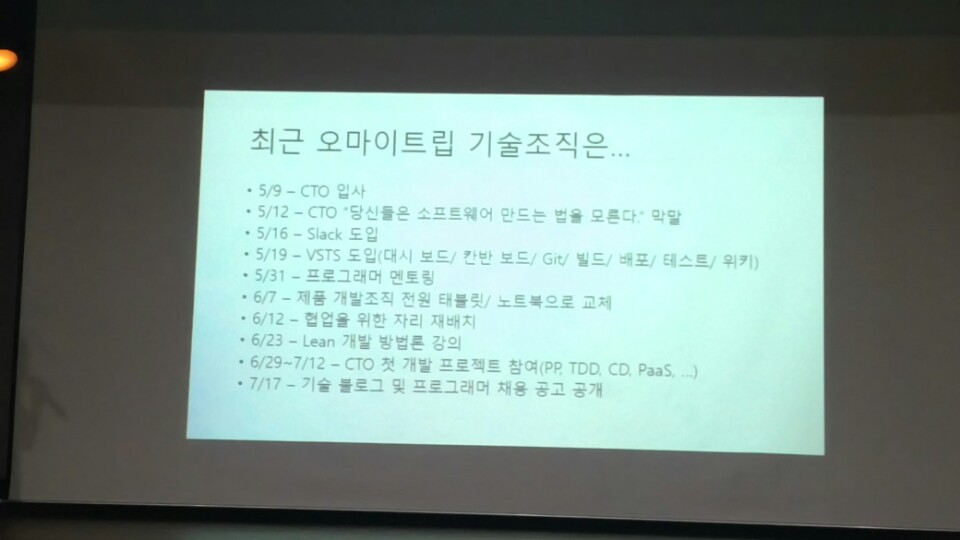 최근 오마이트립 기술조직은...
• 5/9 – CTO 입사
• 5/12 – CTO "당신들은 소프트웨어 만드는 법을 모른다." 막말
• 5/16 – Slack 도입
• 5/19 – VSTS 도입(대시 보드/ 칸반 보드/ Git/ 빌드/ 배포/ 테스트/ 위키)
• 5/31 – 프로그래머 멘토링
• 6/7 – 제품 개발조직 전원 태블릿/ 노트북으로 교체
• 6/12 – 협업을 위한 자리 재배치
• 6/23 – Lean 개발 방법론 강의
• 6/29~7/12 – CTO 첫 개발 프로젝트 참여(PP, TDD, CD, PaaS, ...)
• 7/17 – 기술 블로그 및 프로그래머 채용 공고 공개